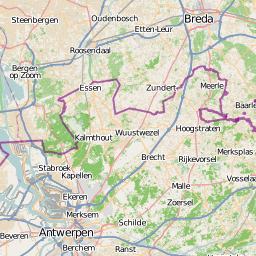 Steenbergen
Oudenbosch
Breda
Etten-Leur
Roosendaal
Bergen
op Zoom
Essen
Zundert
Meerle
Baarle
Kalmthout
Wuustwezel
Hoogstraten
Brecht
Merksplas
Stabroek
Rijkevorsel
Kapellen
Vosselaa
Malle
Ekeren
Zoersel
Merksem
Schilde
Antwerpen
Beveren
Berchem
Ranst